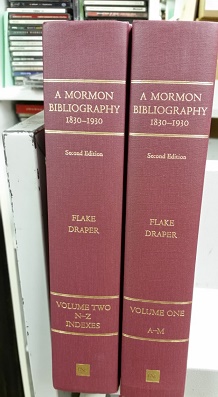 A MORMON
BIBLIOGRAPHY
1830–1930
Second Edition
FLAKE
DRAPER
VOLUME TWO
N–Z
INDEXES
A MORMON
BIBLIOGRAPHY
1830–1930
Second Edition
FLAKE
DRAPER
VOLUME ONE
A–M